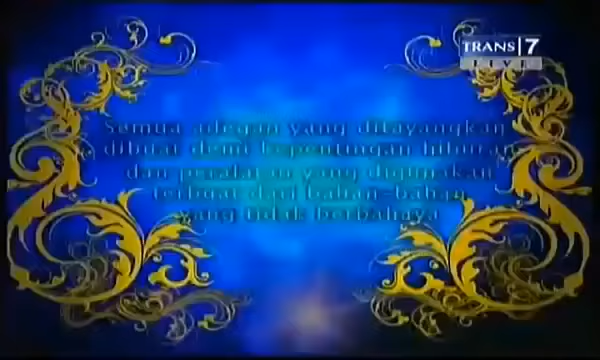 TRANS|7
LIVE
Semua adegan yang ditayangkan
dibuat demi kepentingan hiburan
dan peralatan yang digunakan
terbuat dari bahan-bahan
yang tidak berbahaya